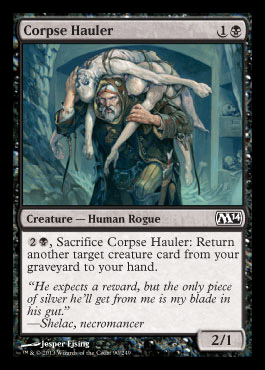 Corpse Hauler 1
Creature — Human Rogue M14
2, Sacrifice Corpse Hauler: Return
another target creature card from your
graveyard to your hand.
“He expects a reward, but the only piece
of silver he’ll get from me is my blade in
his gut.”
—Shelac, necromancer
Jesper Ejsing
™ & © 2013 Wizards of the Coast 90/249
2/1